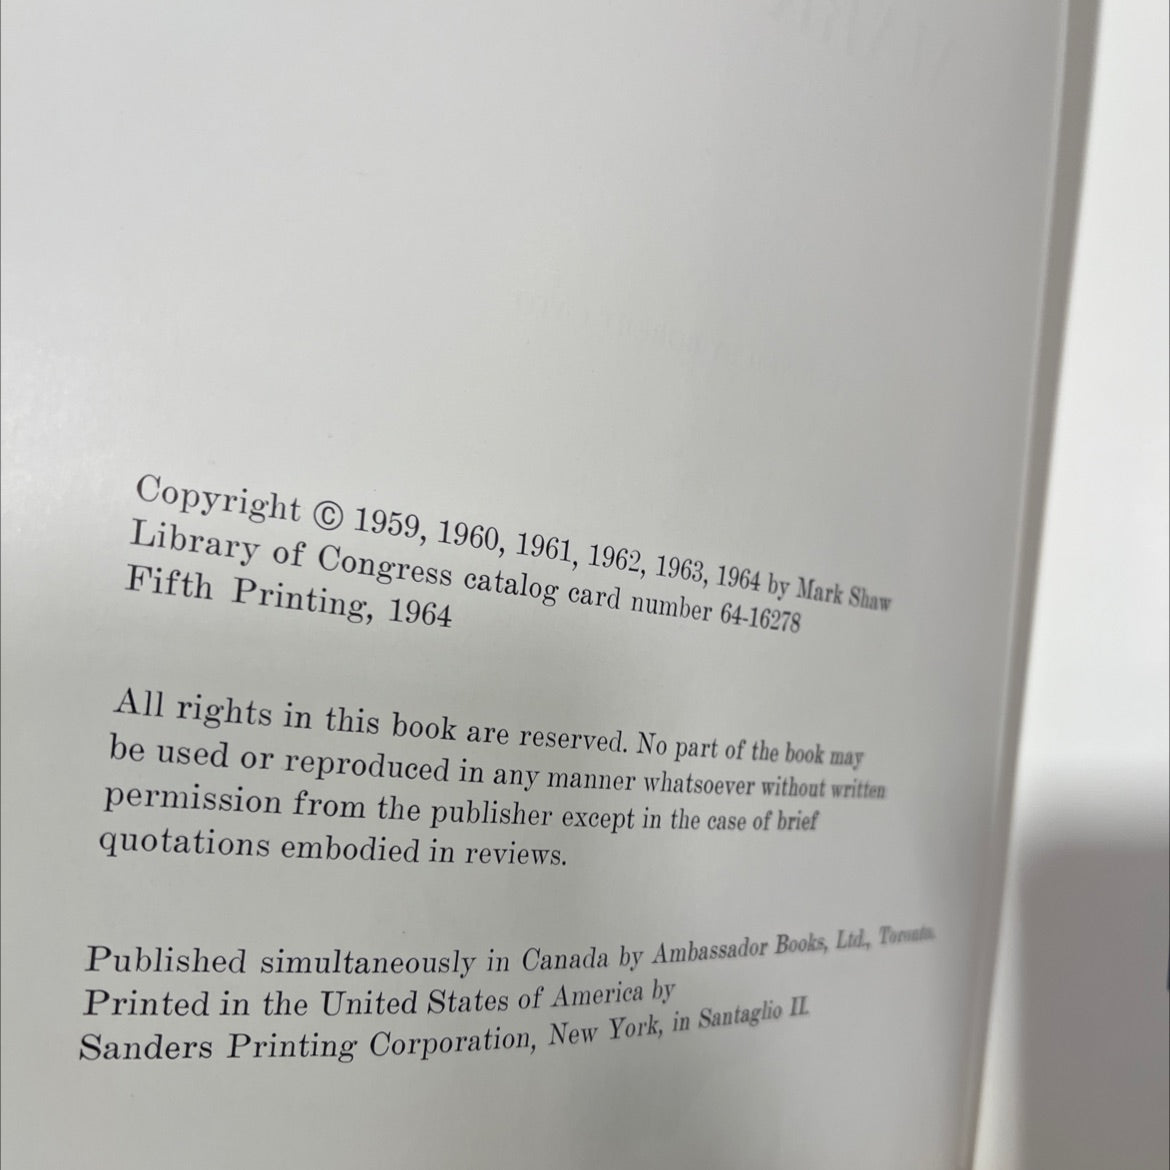 Copyright © 1959, 1960, 1961, 1962, 1963, 1964 by Mark Shaw
Library of Congress catalog card number 64-16278
Fifth Printing, 1964
All rights in this book are reserved. No part of the book may
be used or reproduced in any manner whatsoever without written
permission from the publisher except in the case of brief
quotations embodied in reviews.
Published simultaneously in Canada by Ambassador Books, Ltd., Toronto.
Printed in the United States of America by
Sanders Printing Corporation, New York, in Santaglio II.